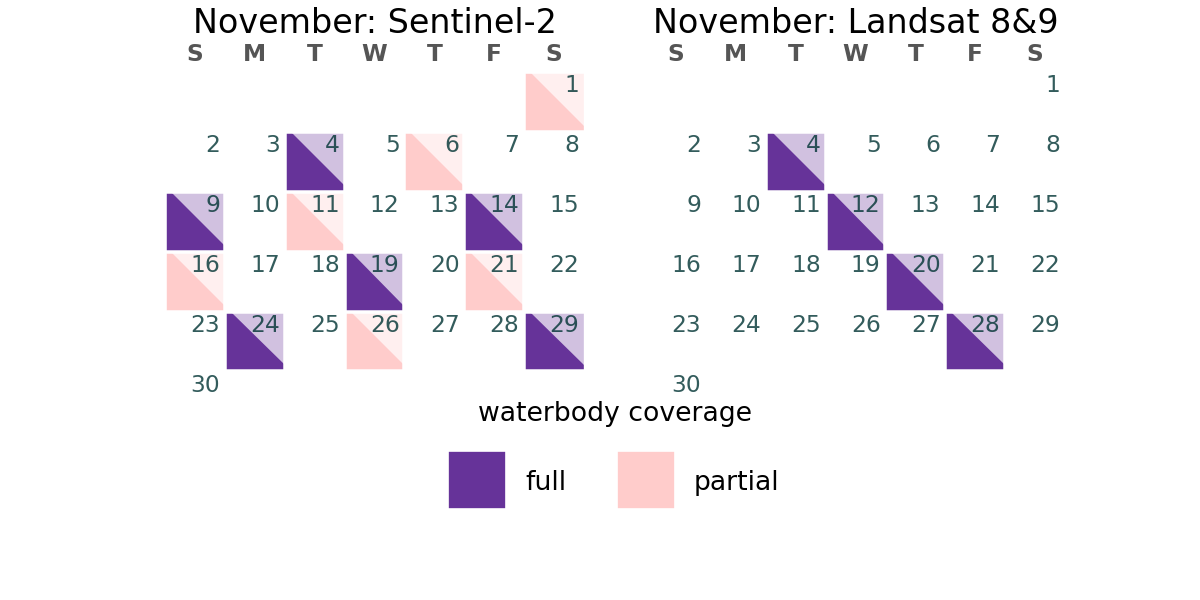 November: Sentinel-2
S M T W T F S
1
2 3 4 5 6 7 8
9 10 11 12 13 14 15
16 17 18 19 20 21 22
23 24 25 26 27 28 29
30
November: Landsat 8&9
S M T W T F S
1
2 3 4 5 6 7 8
9 10 11 12 13 14 15
16 17 18 19 20 21 22
23 24 25 26 27 28 29
30
waterbody coverage
full partial